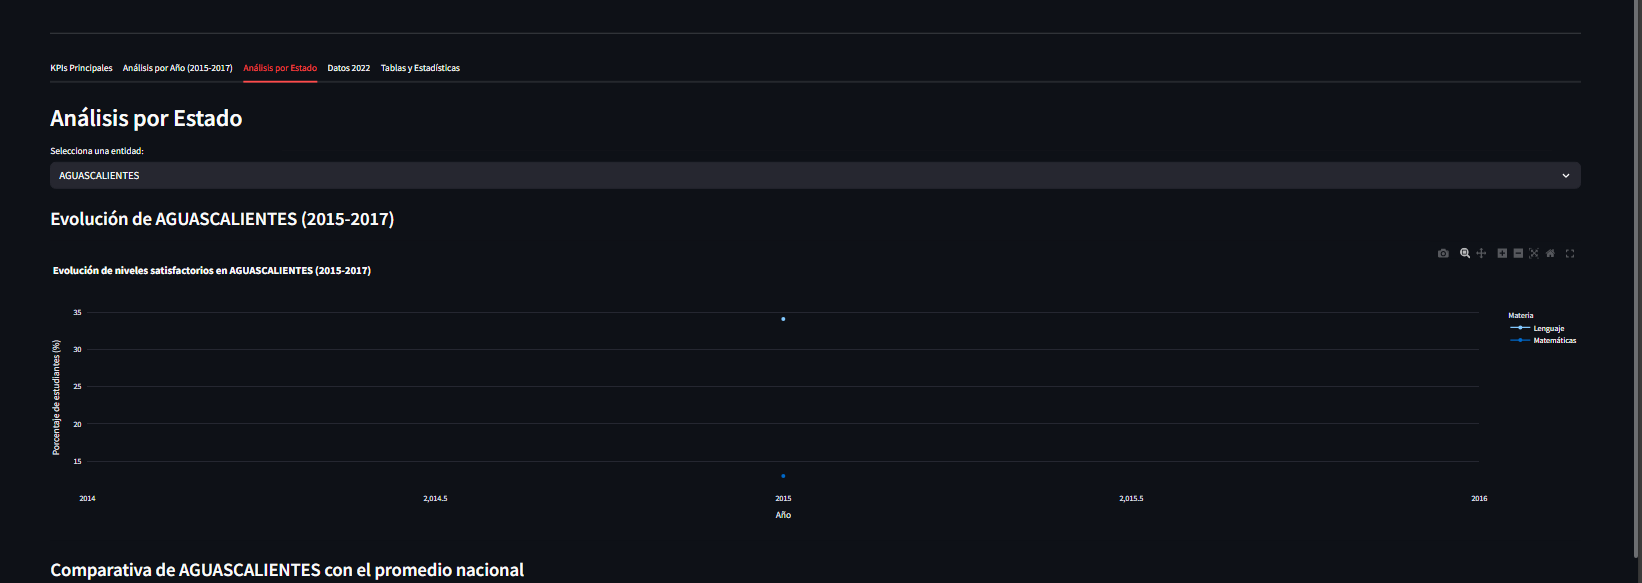 KPIs Principales Análisis por Año (2015-2017) Análisis por Estado Datos 2022 Tablas y Estadísticas
Análisis por Estado
Selecciona una entidad:
AGUASCALIENTES
Evolución de AGUASCALIENTES (2015-2017)
Evolución de niveles satisfactorios en AGUASCALIENTES (2015-2017)
Porcentaje de estudiantes (%)
35
30
25
20
15
2014 2,014.5 2015 2,015.5 2016
Año
Materia
Lenguaje
Matemáticas
Comparativa de AGUASCALIENTES con el promedio nacional